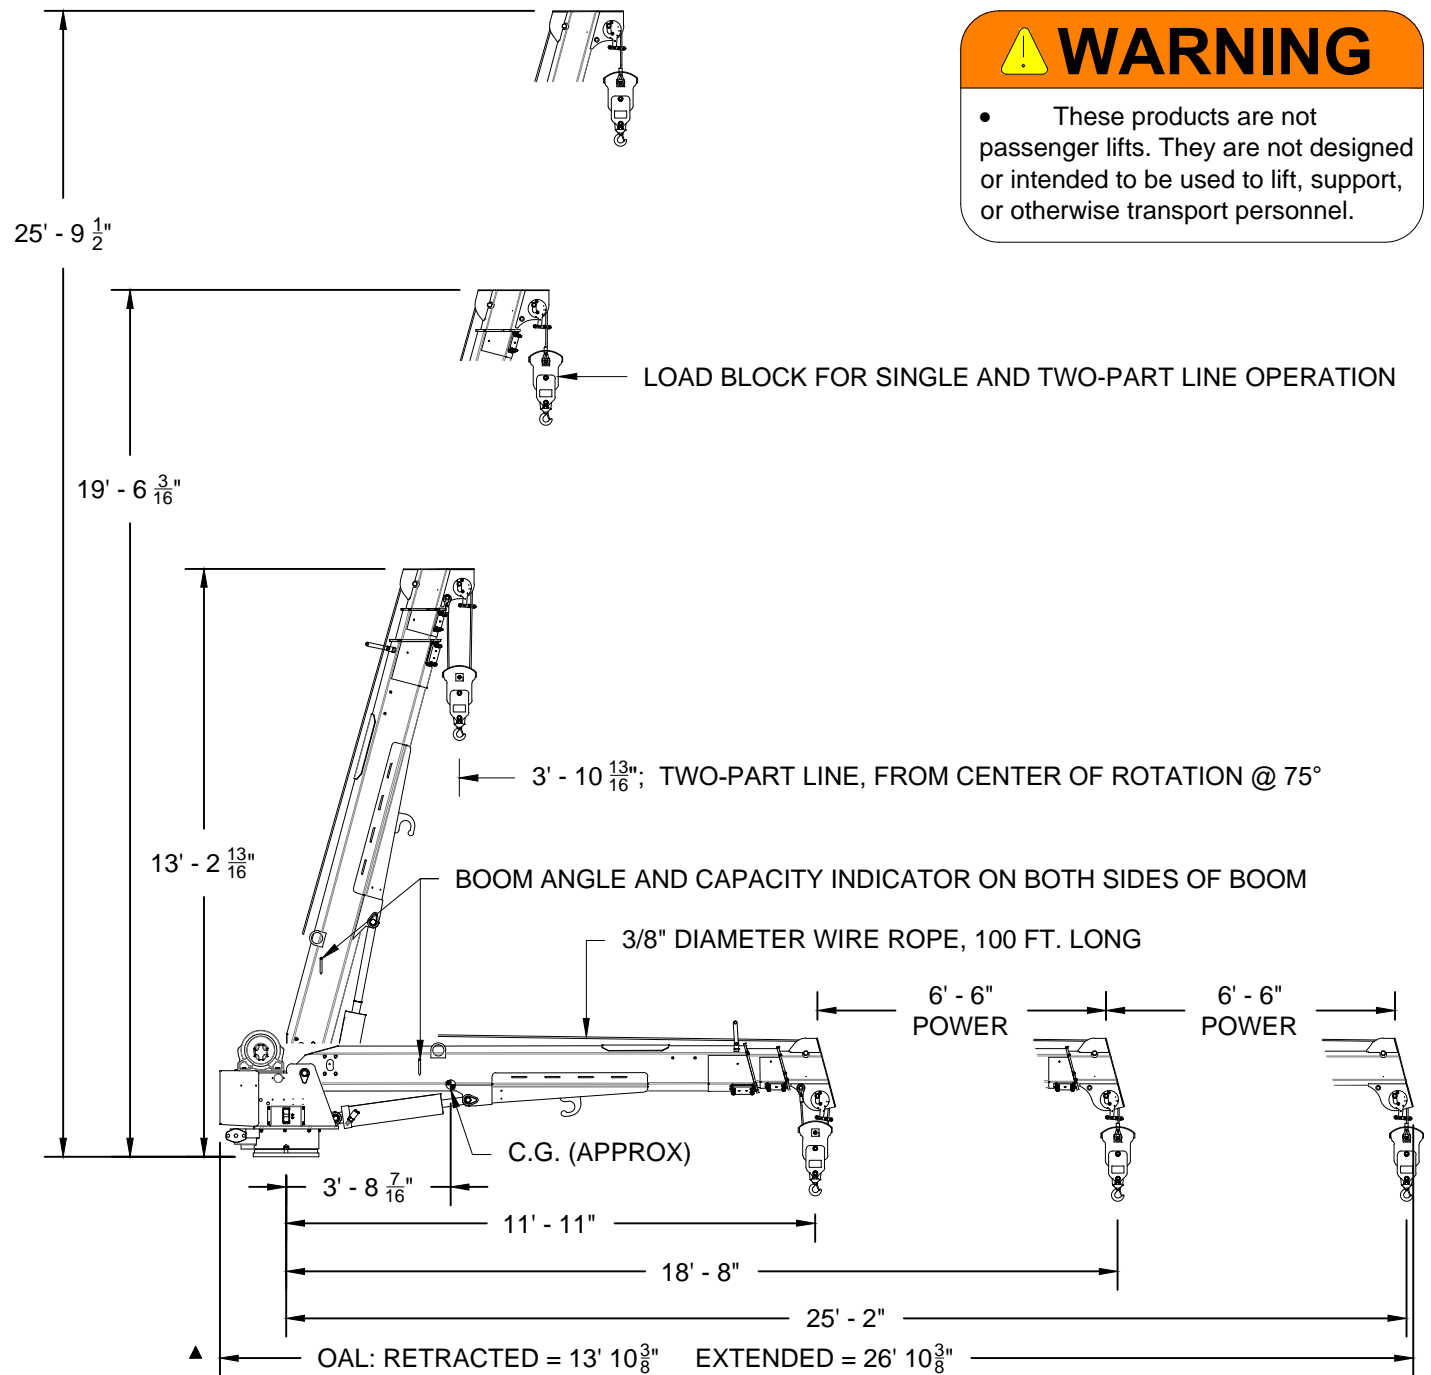 WARNING
• These products are not
passenger lifts. They are not designed
or intended to be used to lift, support,
or otherwise transport personnel.
25' - 9 1/2"
LOAD BLOCK FOR SINGLE AND TWO-PART LINE OPERATION
19' - 6 3/16"
3' - 10 13/16"; TWO-PART LINE, FROM CENTER OF ROTATION @ 75°
13' - 2 13/16"
BOOM ANGLE AND CAPACITY INDICATOR ON BOTH SIDES OF BOOM
3/8" DIAMETER WIRE ROPE, 100 FT. LONG
6' - 6"
POWER
6' - 6"
POWER
C.G. (APPROX)
3' - 8 7/16"
11' - 11"
18' - 8"
25' - 2"
OAL: RETRACTED = 13' 10 3/8" EXTENDED = 26' 10 3/8"